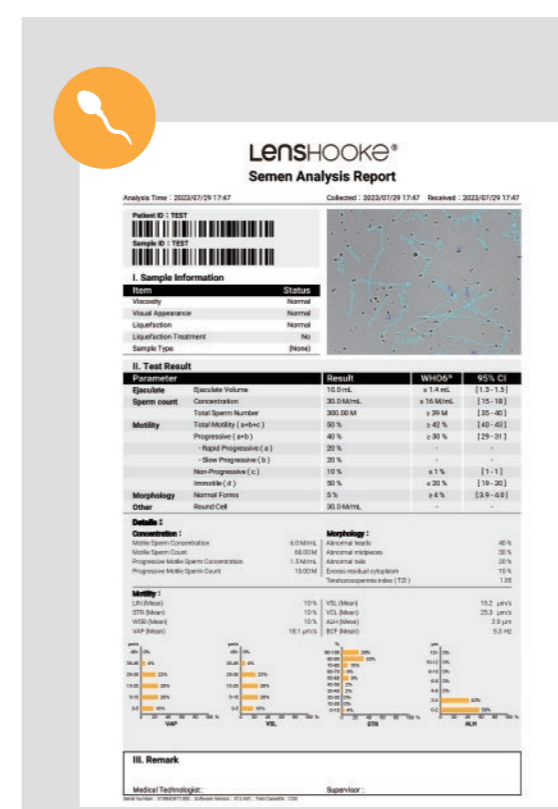 LENSHOOKE®
Semen Analysis Report
Analysis Time : 2023/07/29 17:47 Collected : 2023/07/29 17:47 Received : 2023/07/29 17:47
Patient ID : TEST
Sample ID : TEST
I. Sample Information
Item Status
Viscosity Normal
Visual Appearance Normal
Liquefaction Normal
Liquefaction Treatment No
Sample Type (None)
II. Test Result
Parameter Result WHO6th 95% CI
Ejaculate Ejaculate Volume 10.0 mL ≥ 1.4 mL [1.3 - 1.5]
Sperm count Concentration 30.0 M/mL ≥ 16 M/mL [15 - 18]
Total Sperm Number 300.00 M ≥ 39 M [35 - 40]
Motility Total Motility ( a+b+c ) 50 % ≥ 42 % [40 - 43]
Progressive ( a+b ) 40 % ≥ 30 % [29 - 31]
- Rapid Progressive ( a ) 20 % - -
- Slow Progressive ( b ) 20 % - -
Non-Progressive ( c ) 10 % ≤ 1 % [1 - 1]
Immotile ( d ) 50 % ≤ 20 % [19 - 20]
Morphology Normal Forms 5 % ≥ 4 % [3.9 - 4.0]
Other Round Cell 30.0 M/mL - -
Details :
Concentration : Morphology :
Motile Sperm Concentration 6.0 M/mL Abnormal heads 40 %
Motile Sperm Count 60.00 M Abnormal midpieces 30 %
Progressive Motile Sperm Concentration 1.5 M/mL Abnormal tails 20 %
Progressive Motile Sperm Count 15.00 M Excess residual cytoplasm 10 %
Teratozoospermia Index ( TZI )
Motility :
LIN (Mean) 10 % VSL (Mean) 15.2 μm/s
STR (Mean) 10 % VCL (Mean) 25.3 μm/s
WOB (Mean) 10 % ALH (Mean)
VAP (Mean) 18.1 μm/s BCF (Mean)
VAP VSL STR ALH
III. Remark
Medical Technologist : Supervisor :